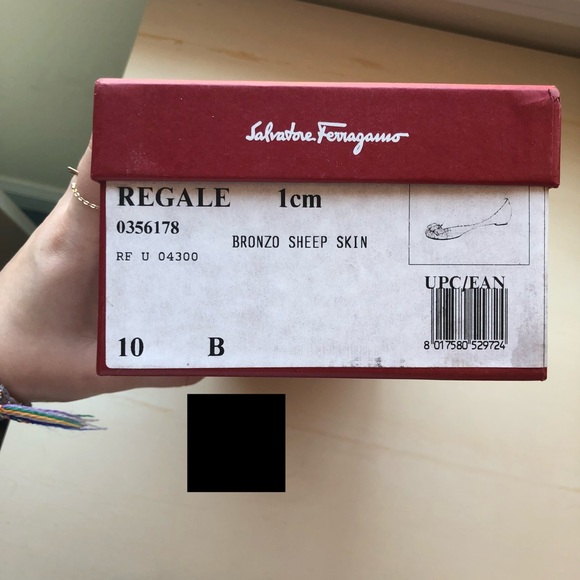 Salvatore Ferragamo
REGALE 1cm
0356178
BRONZO SHEEP SKIN
RF U 04300
UPC/EAN
10 B
8 017580 529724